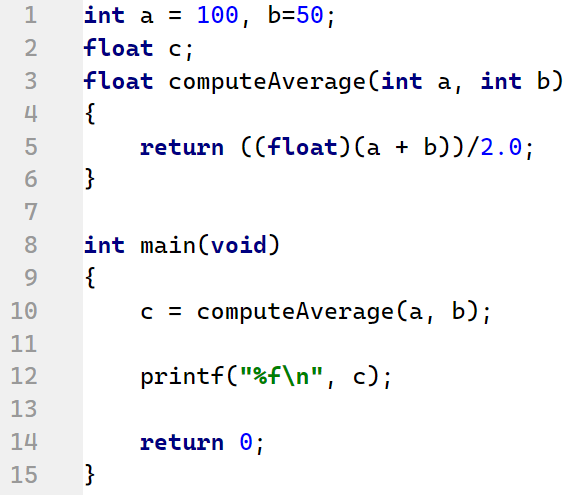 1 int a = 100, b=50;
2 float c;
3 float computeAverage(int a, int b)
4 {
5     return ((float)(a + b))/2.0;
6 }
7
8 int main(void)
9 {
10     c = computeAverage(a, b);
11
12     printf("%f\n", c);
13
14     return 0;
15 }